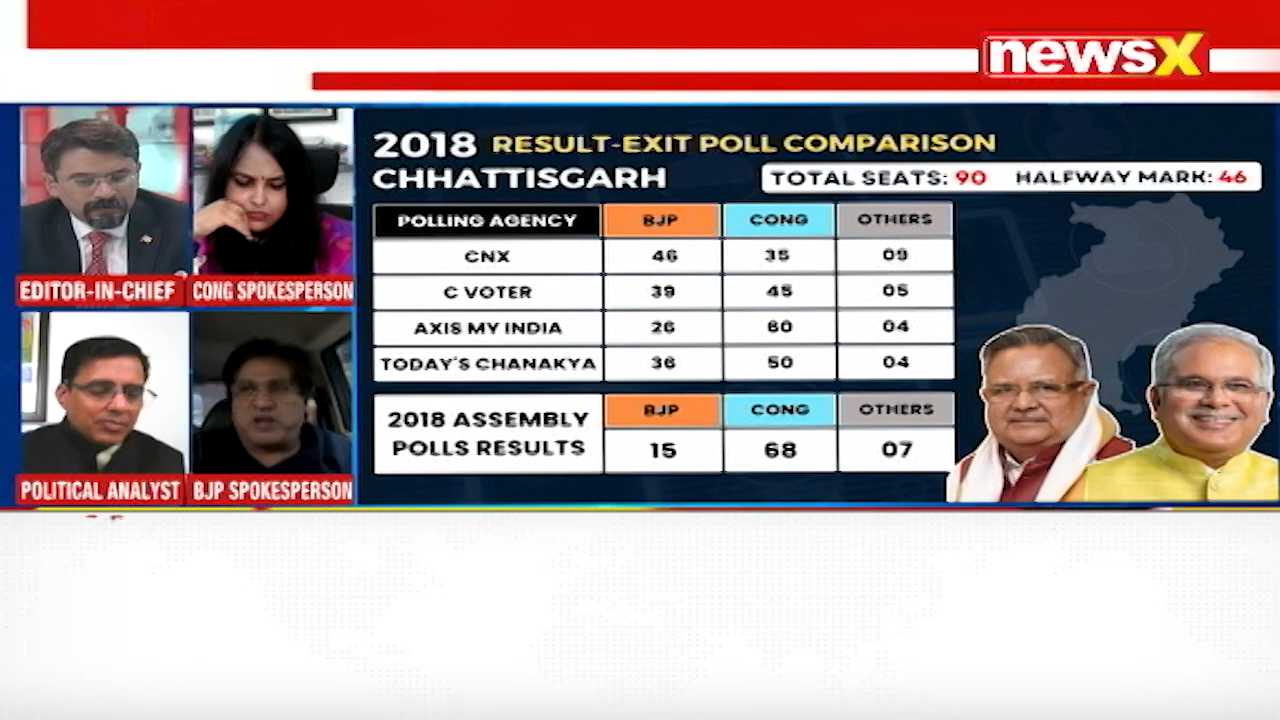 newsX
2018 RESULT-EXIT POLL COMPARISON
CHHATTISGARH
TOTAL SEATS: 90 HALFWAY MARK: 46
POLLING AGENCY BJP CONG OTHERS
CNX 46 35 09
C VOTER 39 45 05
AXIS MY INDIA 26 60 04
TODAY'S CHANAKYA 36 50 04
2018 ASSEMBLY POLLS RESULTS
BJP CONG OTHERS
15 68 07
EDITOR-IN-CHIEF
CONG SPOKESPERSON
POLITICAL ANALYST
BJP SPOKESPERSON